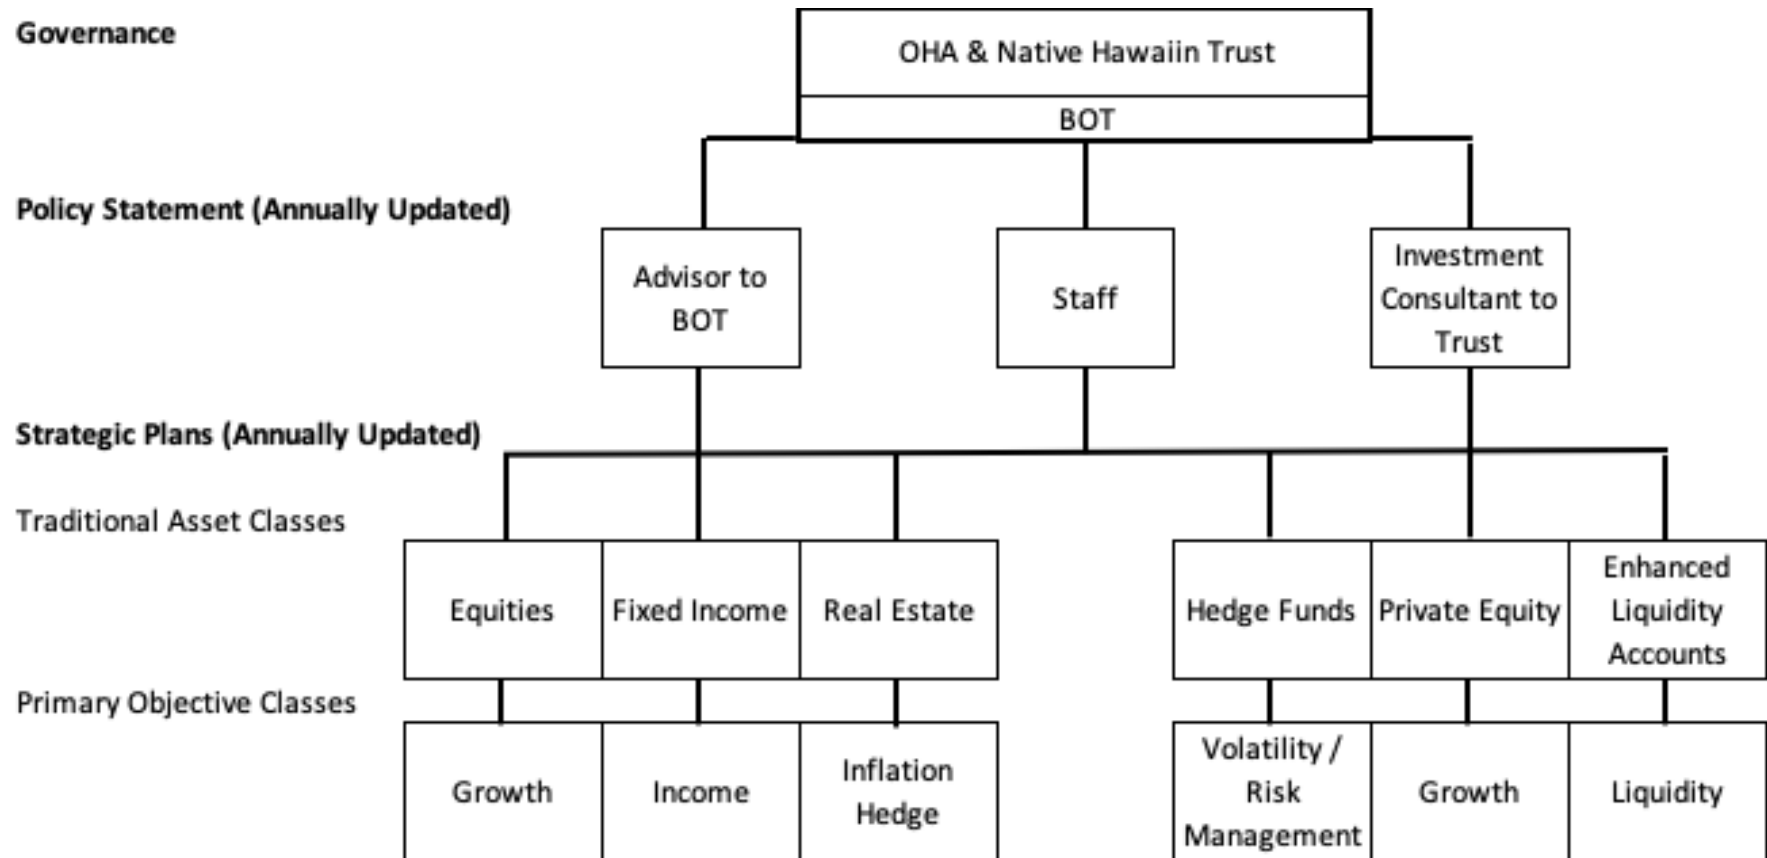 Governance
OHA & Native Hawaiin Trust
BOT
Policy Statement (Annually Updated)
Advisor to
BOT
Staff
Investment
Consultant to
Trust
Strategic Plans (Annually Updated)
Traditional Asset Classes
Equities
Fixed Income
Real Estate
Hedge Funds
Private Equity
Enhanced
Liquidity
Accounts
Primary Objective Classes
Growth
Income
Inflation
Hedge
Volatility /
Risk
Management
Growth
Liquidity